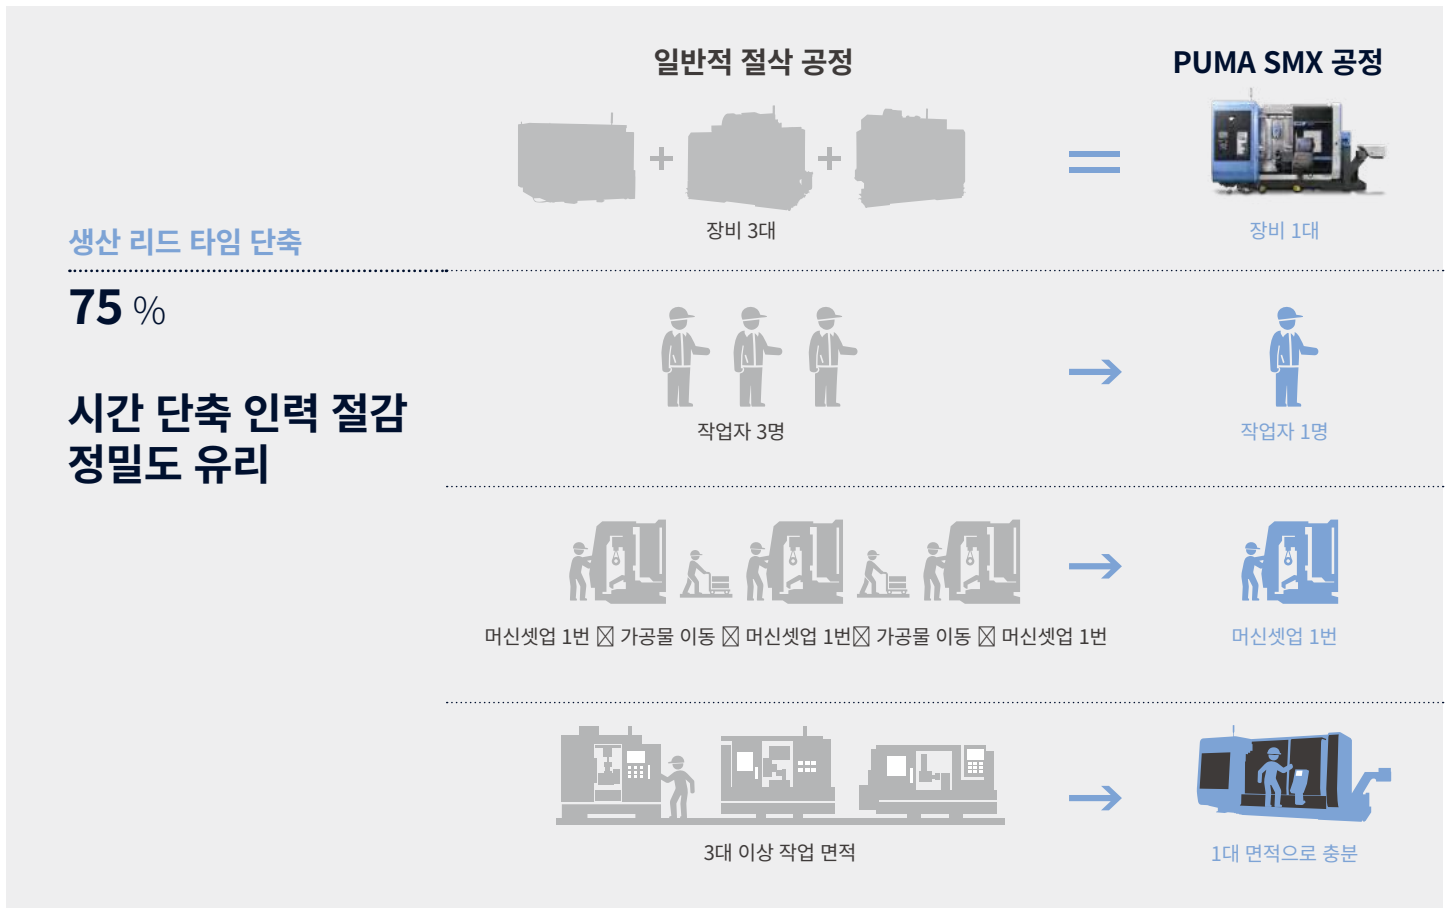 일반적 절삭 공정
PUMA SMX 공정
장비 3대
장비 1대
생산 리드 타임 단축
75 %
시간 단축 인력 절감
정밀도 유리
작업자 3명
작업자 1명
머신셋업 1번 ☒ 가공물 이동 ☒ 머신셋업 1번☒ 가공물 이동 ☒ 머신셋업 1번
머신셋업 1번
3대 이상 작업 면적
1대 면적으로 충분